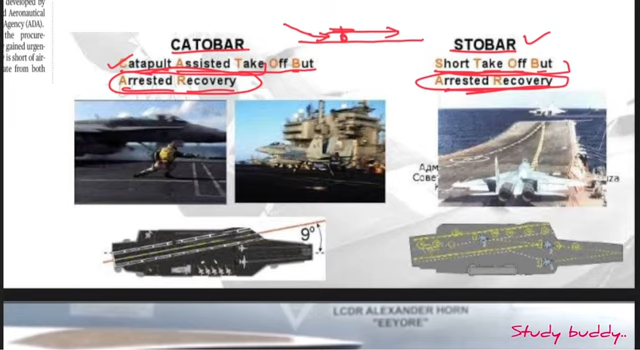 developed by
d Aeronautical
Agency (ADA).
the procure-
gained urgen-
is short of air-
ate from both
CATOBAR
Catapult Assisted Take Off But
Arrested Recovery
STOBAR
Short Take Off But
Arrested Recovery
Адм
Сове
9°
LCDR ALEXANDER HORN
"EEYORE"
Study buddy..